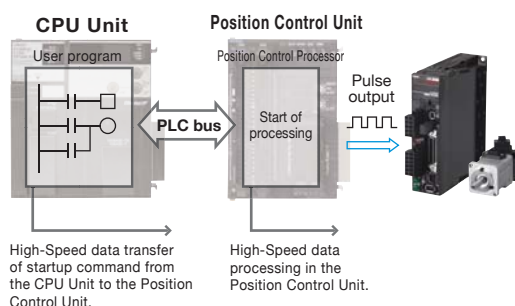 CPU Unit
Position Control Unit
User program
Position Control Processor
PLC bus
Start of
processing
Pulse
output
High-Speed data transfer
of startup command from
the CPU Unit to the Position
Control Unit.
High-Speed data
processing in the
Position Control Unit.